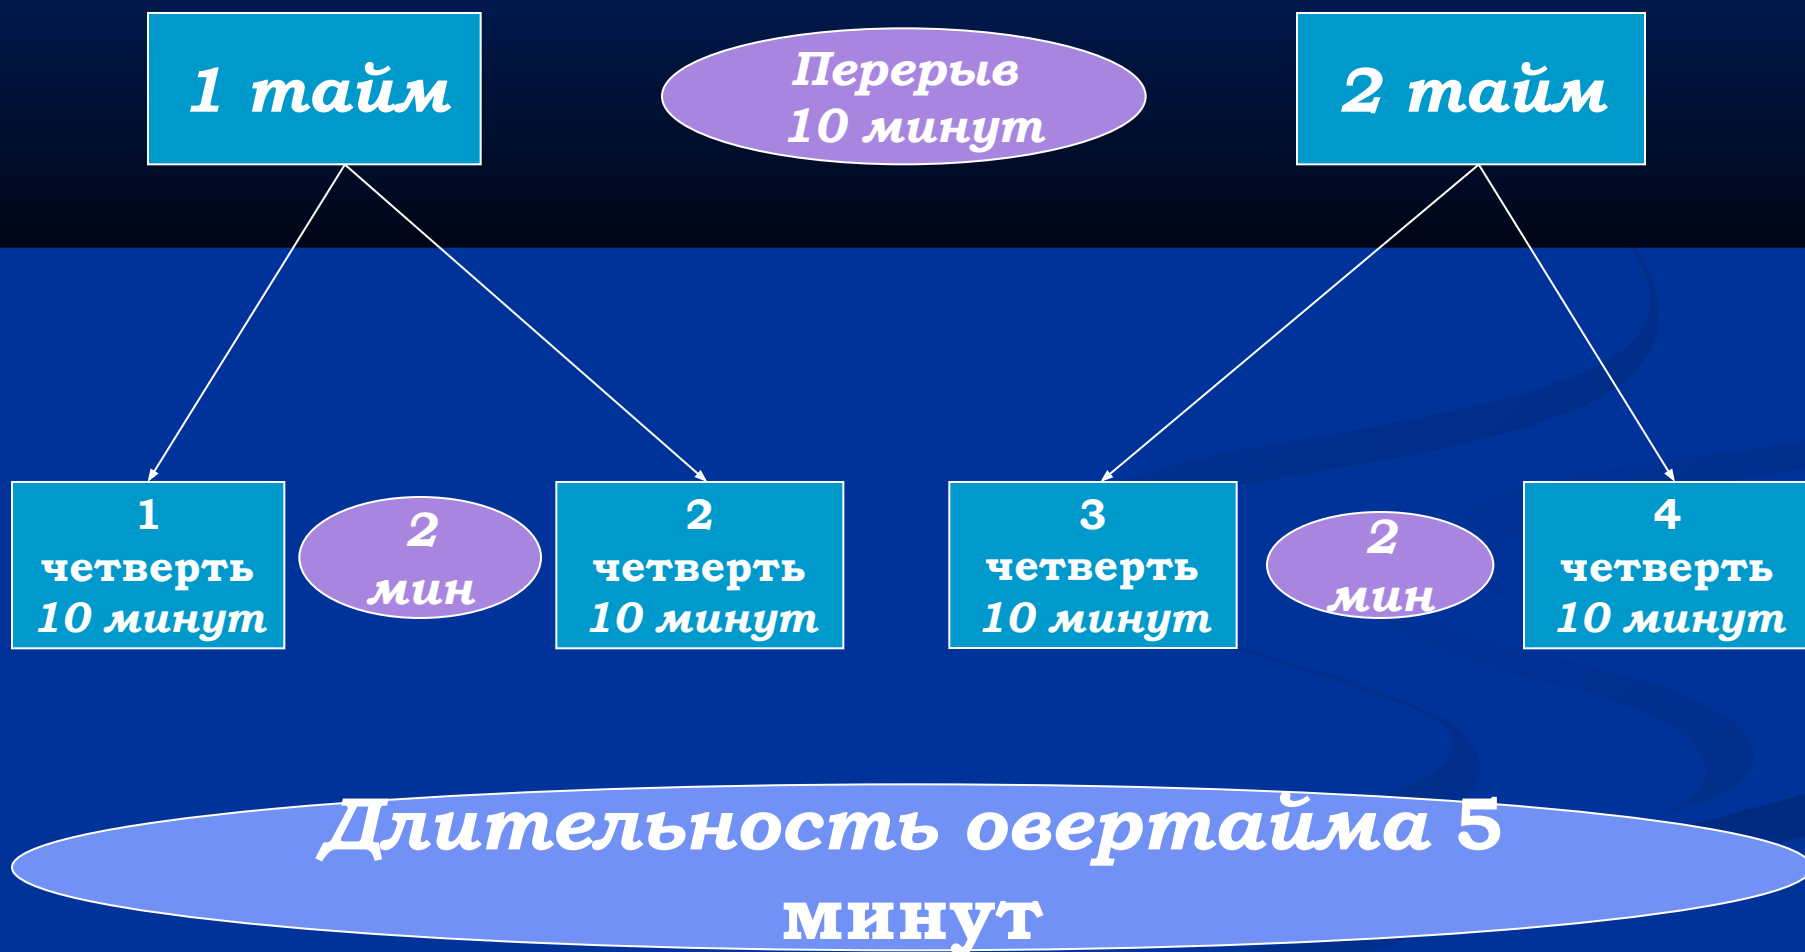 1 тайм
Перерыв
10 минут
2 тайм
1
четверть
10 минут
2
мин
2
четверть
10 минут
3
четверть
10 минут
2
мин
4
четверть
10 минут
Длительность овертайма 5
минут